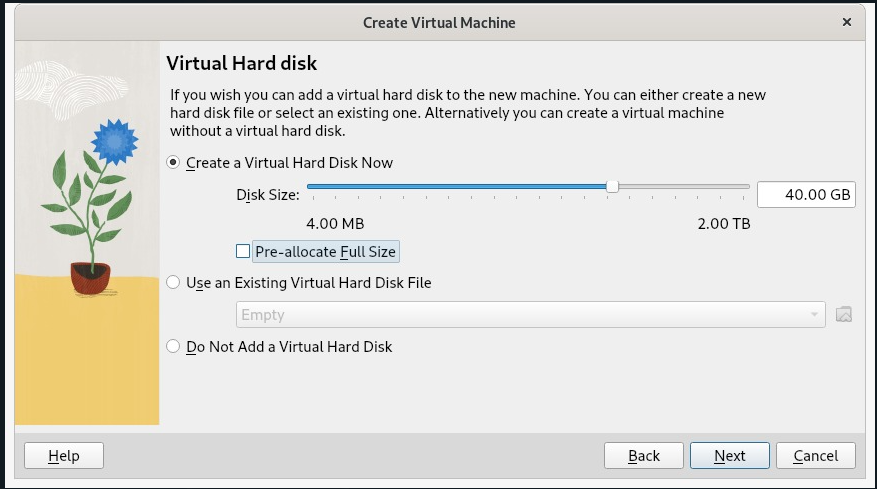 Create Virtual Machine
×
Virtual Hard disk
If you wish you can add a virtual hard disk to the new machine. You can either create a new
hard disk file or select an existing one. Alternatively you can create a virtual machine
without a virtual hard disk.
Create a Virtual Hard Disk Now
Disk Size: 40.00 GB
4.00 MB 2.00 TB
Pre-allocate Full Size
Use an Existing Virtual Hard Disk File
Empty
Do Not Add a Virtual Hard Disk
Help Back Next Cancel